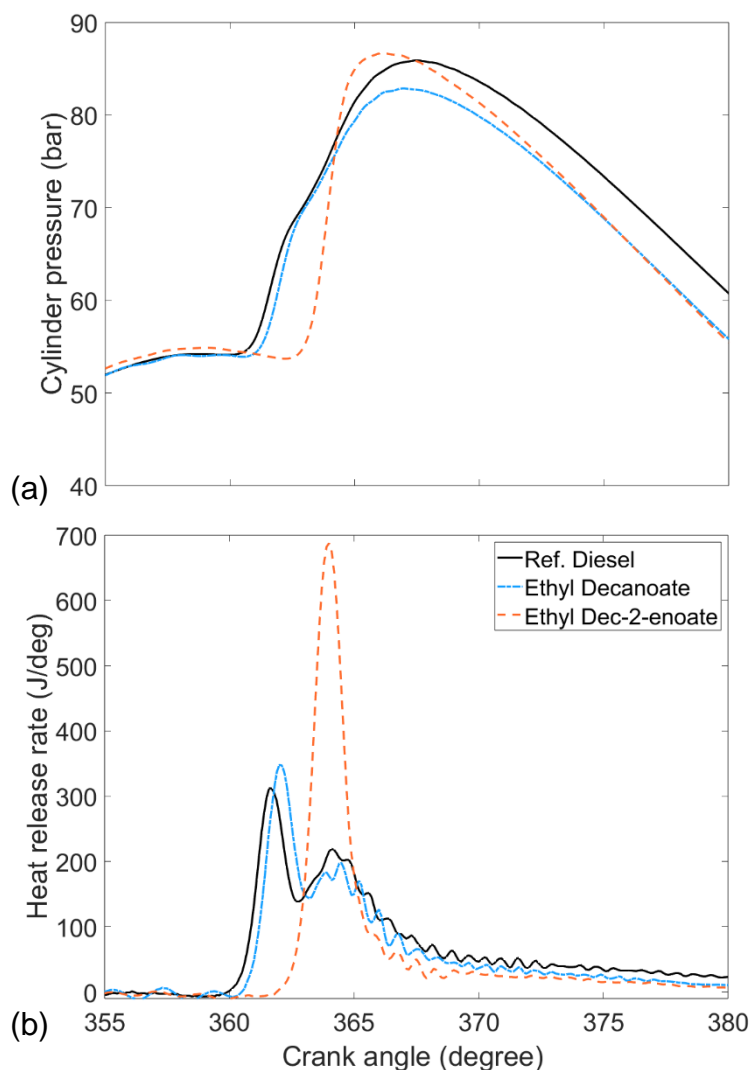 90
80
70
60
50
40
Cylinder pressure (bar)
(a)
700
600
500
400
300
200
100
0
Heat release rate (J/deg)
Ref. Diesel
Ethyl Decanoate
Ethyl Dec-2-enoate
(b)
355 360 365 370 375 380
Crank angle (degree)